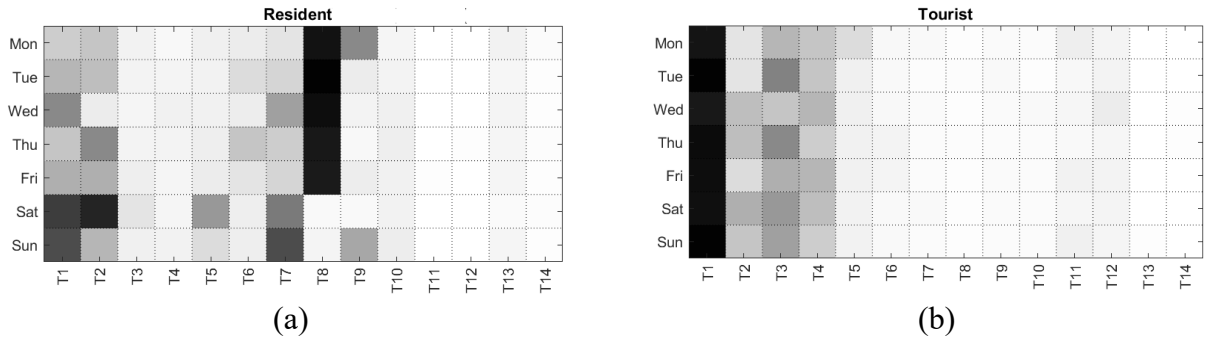 Resident
Mon
Tue
Wed
Thu
Fri
Sat
Sun
T1 T2 T3 T4 T5 T6 T7 T8 T9 T10 T11 T12 T13 T14
(a)
Tourist
Mon
Tue
Wed
Thu
Fri
Sat
Sun
T1 T2 T3 T4 T5 T6 T7 T8 T9 T10 T11 T12 T13 T14
(b)